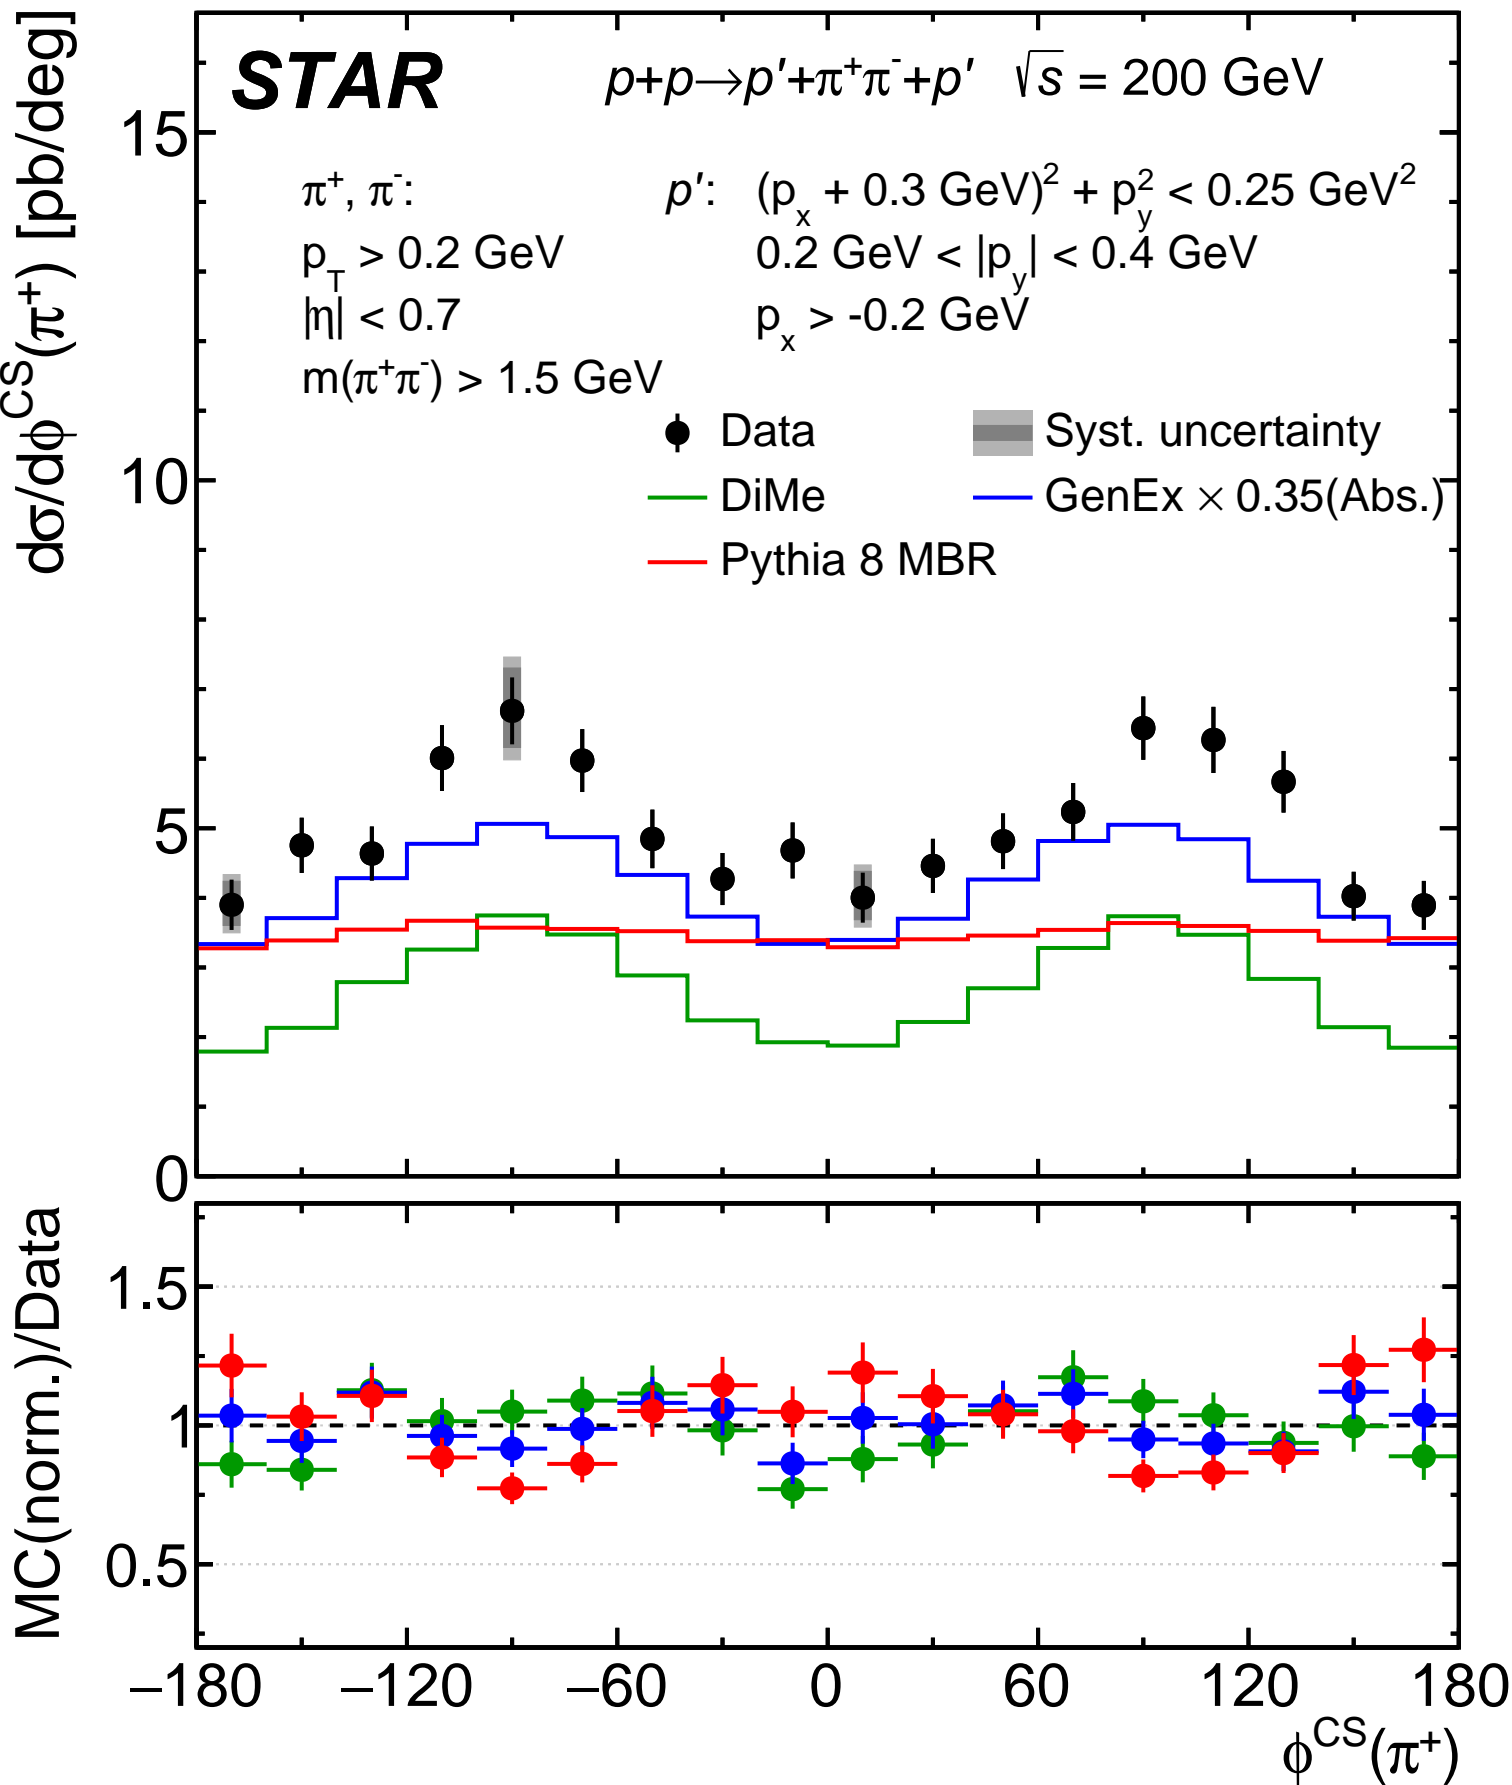 STAR p+p→p′+π⁺π⁻+p′ √s = 200 GeV
π⁺, π⁻: p′: (pₓ + 0.3 GeV)² + p_y² < 0.25 GeV²
p_T > 0.2 GeV 0.2 GeV < |p_y| < 0.4 GeV
|η| < 0.7 pₓ > -0.2 GeV
m(π⁺π⁻) > 1.5 GeV
Data Syst. uncertainty
DiMe GenEx × 0.35(Abs.)
Pythia 8 MBR
dσ/dϕ^CS(π⁺) [pb/deg]
15
10
5
0
MC(norm.)/Data
1.5
1
0.5
−180 −120 −60 0 60 120 180
ϕ^CS(π⁺)